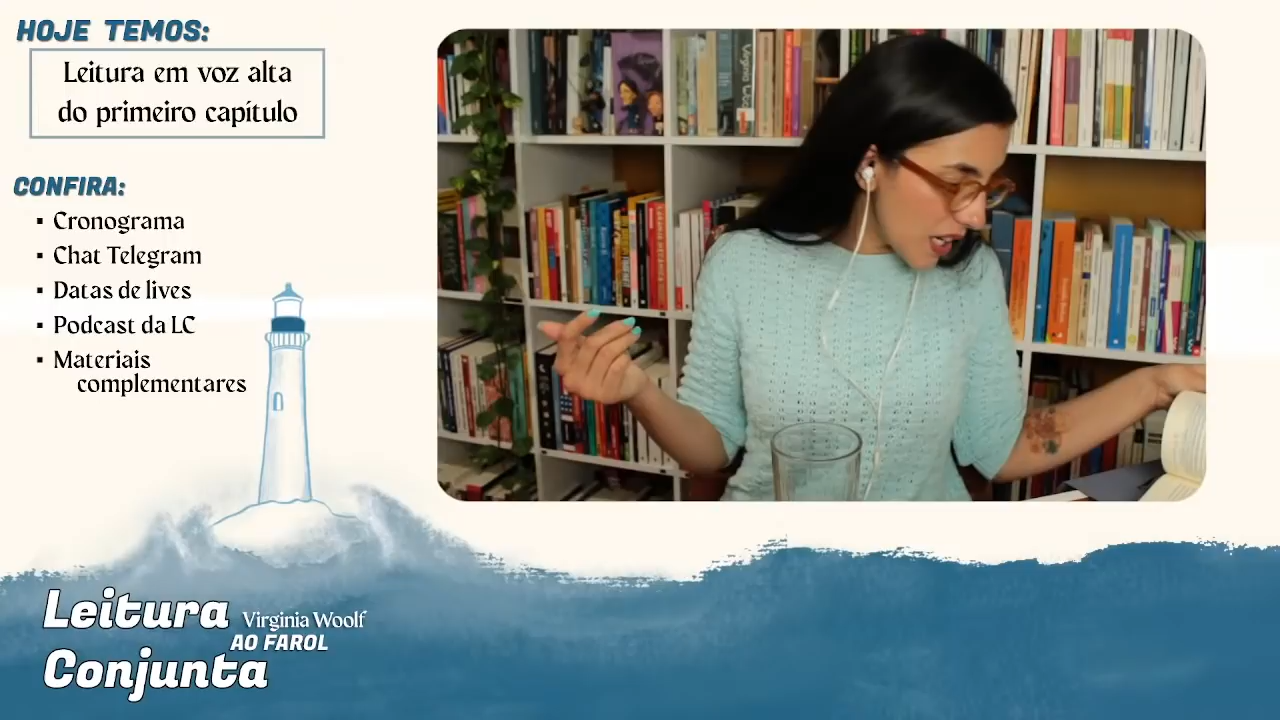 HOJE TEMOS:
Leitura em voz alta
do primeiro capítulo
CONFIRA:
▪ Cronograma
▪ Chat Telegram
▪ Datas de lives
▪ Podcast da LC
▪ Materiais
complementares
Leitura
Virginia Woolf
AO FAROL
Conjunta